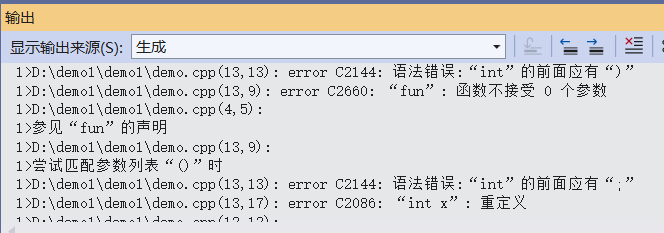 输出
显示输出来源(S): 生成
1>D:\demo1\demo1\demo.cpp(13,13): error C2144: 语法错误:“int”的前面应有“)”
1>D:\demo1\demo1\demo.cpp(13,9): error C2660: “fun”: 函数不接受 0 个参数
1>D:\demo1\demo1\demo.cpp(4,5):
1>参见“fun”的声明
1>D:\demo1\demo1\demo.cpp(13,9):
1>尝试匹配参数列表“()”时
1>D:\demo1\demo1\demo.cpp(13,13): error C2144: 语法错误:“int”的前面应有“;”
1>D:\demo1\demo1\demo.cpp(13,17): error C2086: “int x”: 重定义